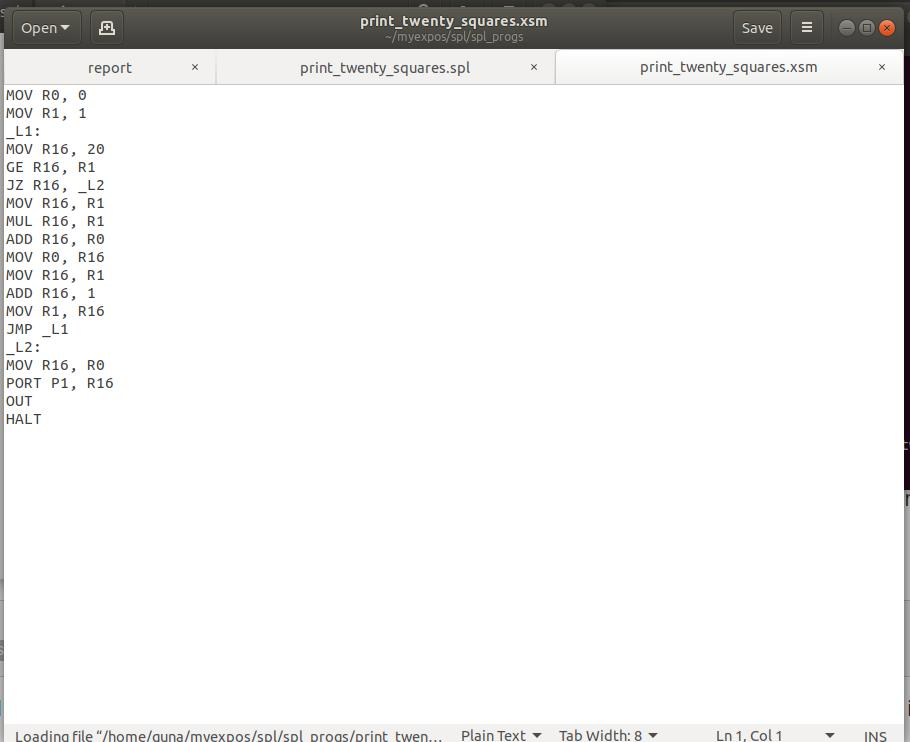 Open
print_twenty_squares.xsm
~/myexpos/spl/spl_progs
Save
report × print_twenty_squares.spl × print_twenty_squares.xsm ×
MOV R0, 0
MOV R1, 1
_L1:
MOV R16, 20
GE R16, R1
JZ R16, _L2
MOV R16, R1
MUL R16, R1
ADD R16, R0
MOV R0, R16
MOV R16, R1
ADD R16, 1
MOV R1, R16
JMP _L1
_L2:
MOV R16, R0
PORT P1, R16
OUT
HALT
Loading file “/home/guna/myexpos/spl/spl_progs/print_twen… Plain Text Tab Width: 8 Ln 1, Col 1 INS